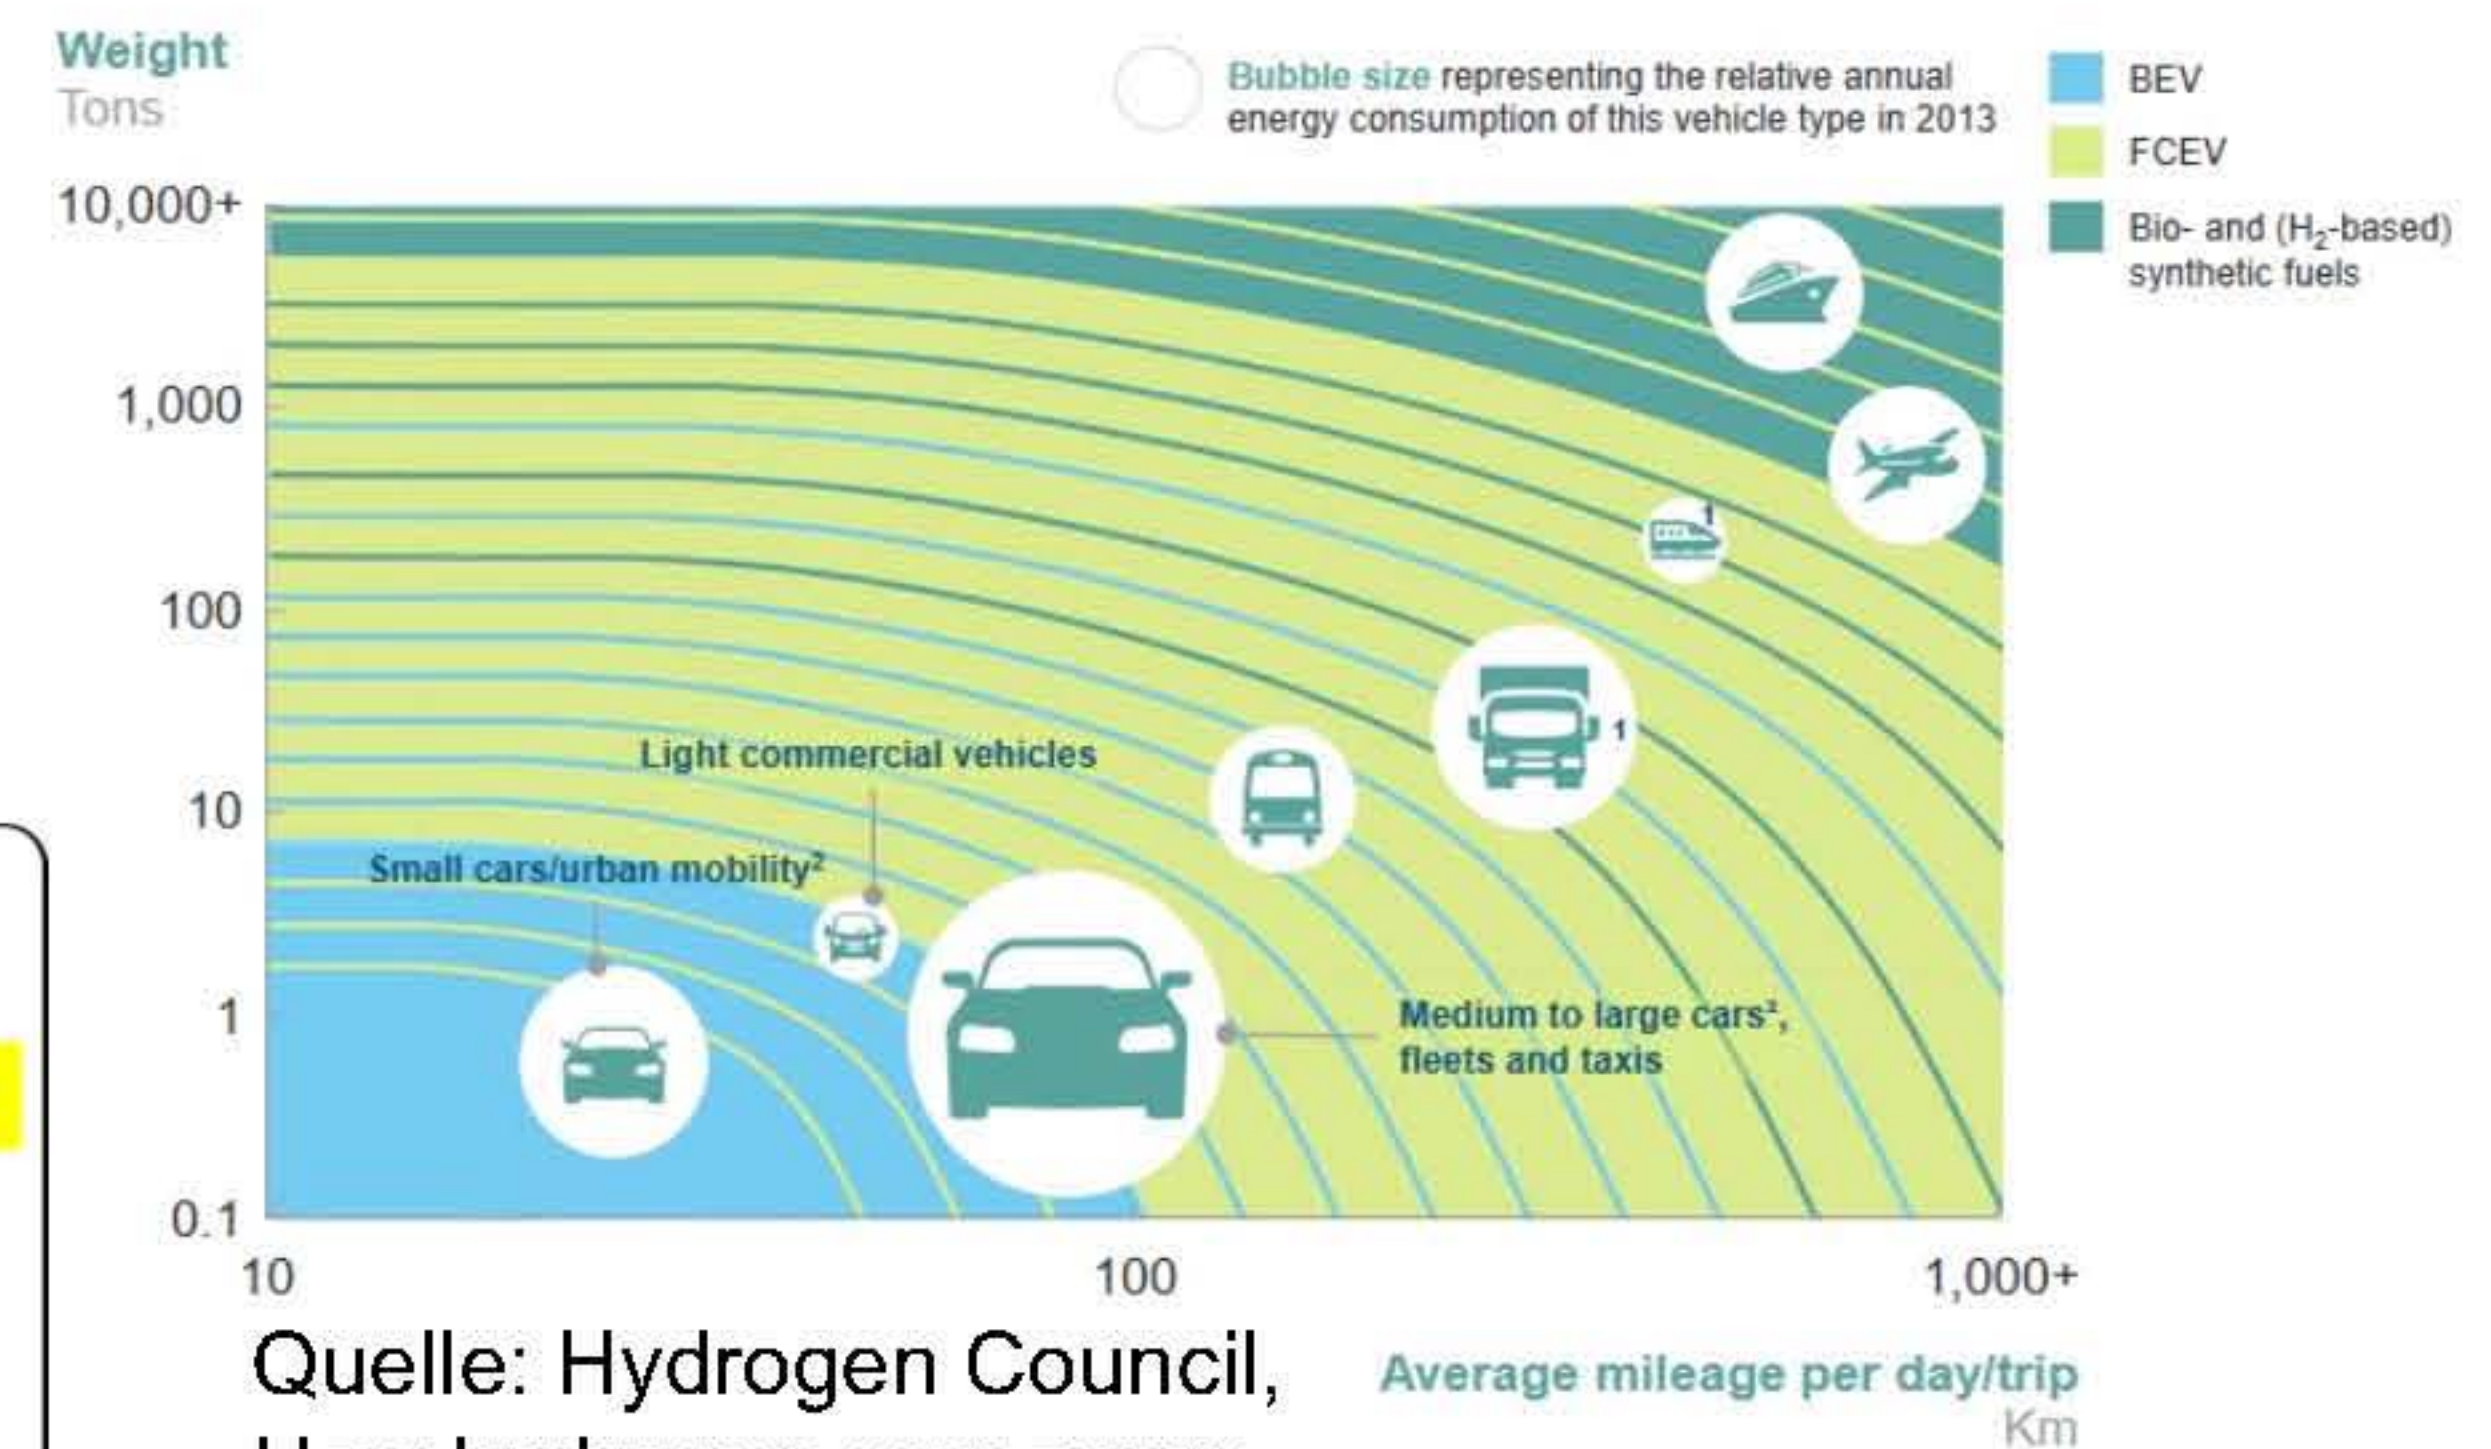 Weight
Tons
Bubble size representing the relative annual
energy consumption of this vehicle type in 2013
BEV
FCEV
Bio- and (H₂-based)
synthetic fuels
10,000+
1,000
100
10
1
0.1
1
1
Light commercial vehicles
Small cars/urban mobility²
Medium to large cars²,
fleets and taxis
10
100
1,000+
Average mileage per day/trip
Km
Quelle: Hydrogen Council,